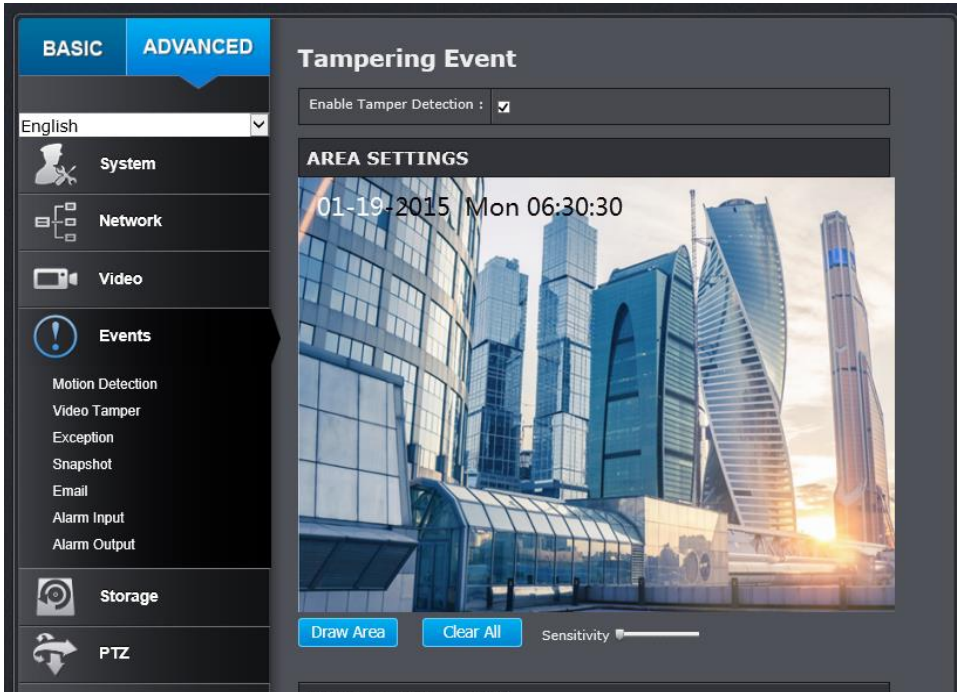 BASIC
ADVANCED
English
System
Network
Video
Events
Motion Detection
Video Tamper
Exception
Snapshot
Email
Alarm Input
Alarm Output
Storage
PTZ
Tampering Event
Enable Tamper Detection :
AREA SETTINGS
01-19-2015 Mon 06:30:30
Draw Area
Clear All
Sensitivity